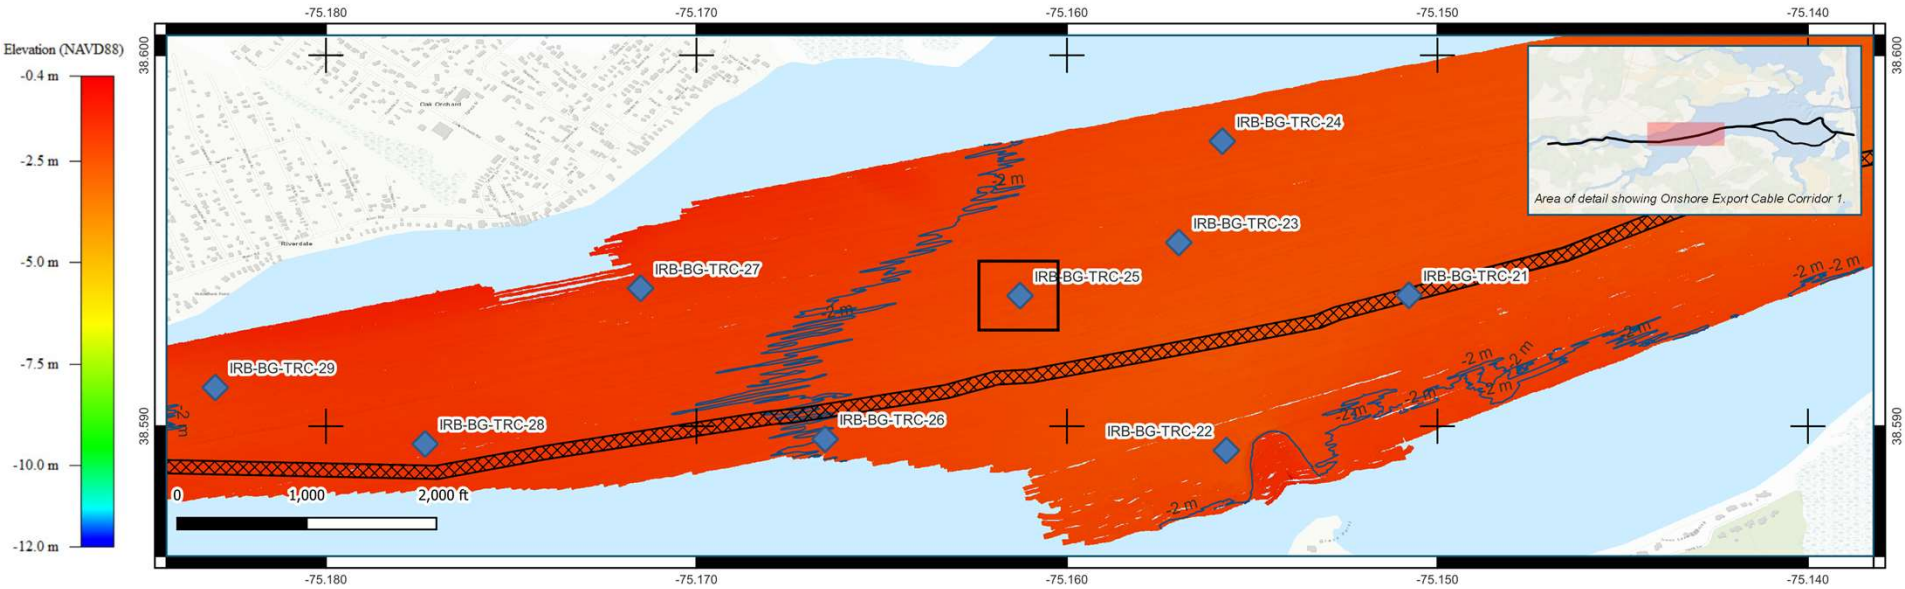 -75.180
-75.170
-75.160
-75.150
-75.140
Elevation (NAVD88)
-0.4 m
-2.5 m
-5.0 m
-7.5 m
-10.0 m
-12.0 m
38.600
38.600
Oak Orchard
Riverdale
IRB-BG-TRC-24
-2 m
IRB-BG-TRC-23
Area of detail showing Onshore Export Cable Corridor 1.
IRB-BG-TRC-27
IRB-BG-TRC-25
IRB-BG-TRC-21
-2 m
-2 m
-2 m
-2 m
-2 m
-2 m
-2 m
IRB-BG-TRC-29
-2 m
-2 m
-2 m
-2 m
38.590
38.590
IRB-BG-TRC-28
IRB-BG-TRC-26
IRB-BG-TRC-22
-2 m
0
1,000
2,000 ft
-75.180
-75.170
-75.160
-75.150
-75.140